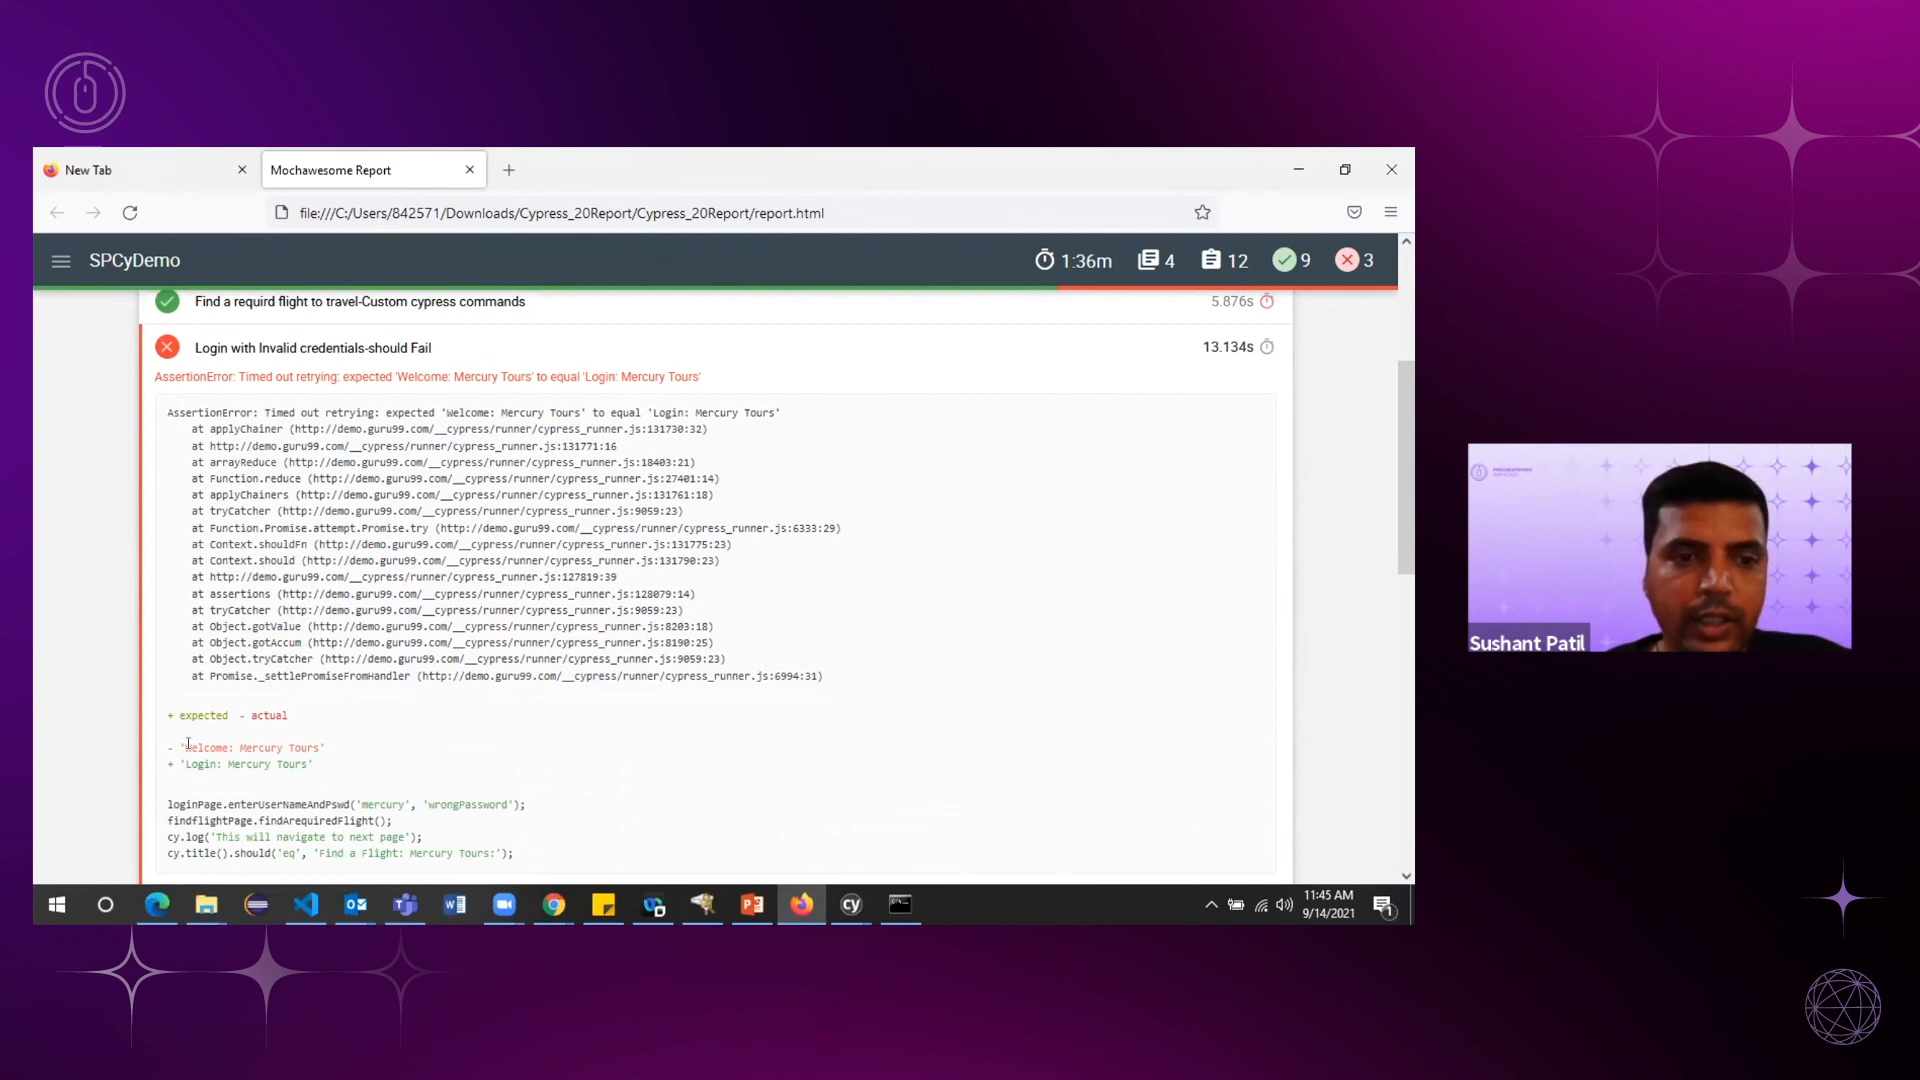 New Tab
Mochawesome Report
file:///C:/Users/842571/Downloads/Cypress_20Report/Cypress_20Report/report.html
SPCyDemo
1:36m
4
12
9
3
Find a requird flight to travel-Custom cypress commands
5.876s
Login with Invalid credentials-should Fail
13.134s
AssertionError: Timed out retrying: expected 'Welcome: Mercury Tours' to equal 'Login: Mercury Tours'
AssertionError: Timed out retrying: expected 'Welcome: Mercury Tours' to equal 'Login: Mercury Tours'
at applyChainer (http://demo.guru99.com/__cypress/runner/cypress_runner.js:131730:32)
at http://demo.guru99.com/__cypress/runner/cypress_runner.js:131771:16
at arrayReduce (http://demo.guru99.com/__cypress/runner/cypress_runner.js:18403:21)
at Function.reduce (http://demo.guru99.com/__cypress/runner/cypress_runner.js:27401:14)
at applyChainers (http://demo.guru99.com/__cypress/runner/cypress_runner.js:131761:18)
at tryCatcher (http://demo.guru99.com/__cypress/runner/cypress_runner.js:9059:23)
at Function.Promise.attempt.Promise.try (http://demo.guru99.com/__cypress/runner/cypress_runner.js:6333:29)
at Context.shouldFn (http://demo.guru99.com/__cypress/runner/cypress_runner.js:131775:23)
at Context.should (http://demo.guru99.com/__cypress/runner/cypress_runner.js:131790:23)
at http://demo.guru99.com/__cypress/runner/cypress_runner.js:127819:39
at assertions (http://demo.guru99.com/__cypress/runner/cypress_runner.js:128079:14)
at tryCatcher (http://demo.guru99.com/__cypress/runner/cypress_runner.js:9059:23)
at Object.gotValue (http://demo.guru99.com/__cypress/runner/cypress_runner.js:8203:18)
at Object.gotAccum (http://demo.guru99.com/__cypress/runner/cypress_runner.js:8190:25)
at Object.tryCatcher (http://demo.guru99.com/__cypress/runner/cypress_runner.js:9059:23)
at Promise._settlePromiseFromHandler (http://demo.guru99.com/__cypress/runner/cypress_runner.js:6994:31)
+ expected - actual
- 'Welcome: Mercury Tours'
+ 'Login: Mercury Tours'
loginPage.enterUserNameAndPswd('mercury', 'wrongPassword');
findflightPage.findArequiredFlight();
cy.log('This will navigate to next page');
cy.title().should('eq', 'Find a Flight: Mercury Tours:');
11:45 AM
9/14/2021
1
Sushant Patil